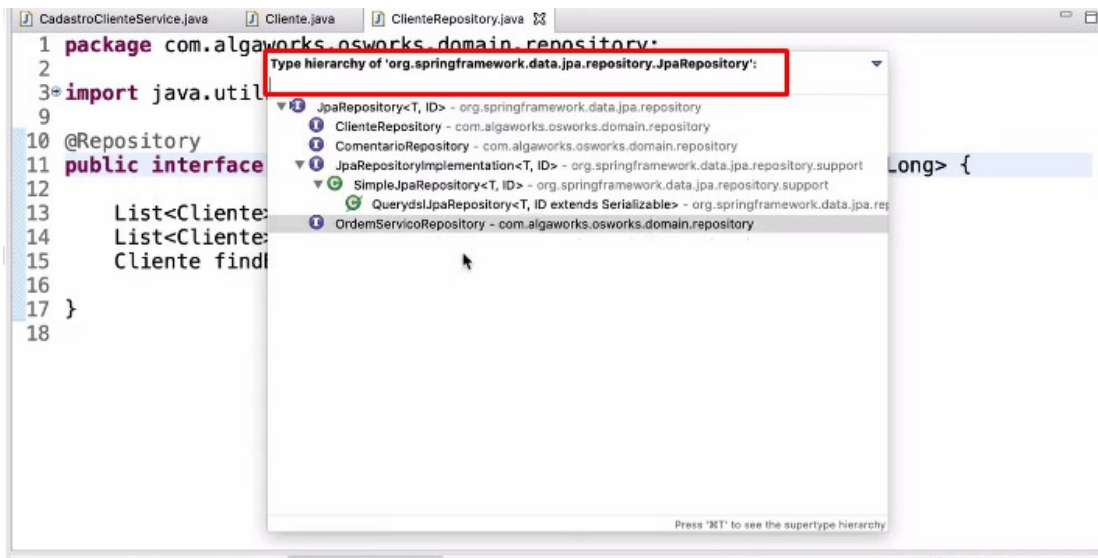 CadastroClienteService.java Cliente.java ClienteRepository.java
1 package com.algaworks.osworks.domain.repository;
Type hierarchy of 'org.springframework.data.jpa.repository.JpaRepository':
2
3 import java.util
JpaRepository<T, ID> - org.springframework.data.jpa.repository
9
ClienteRepository - com.algaworks.osworks.domain.repository
10 @Repository
ComentarioRepository - com.algaworks.osworks.domain.repository
11 public interface Long> {
JpaRepositoryImplementation<T, ID> - org.springframework.data.jpa.repository.support
12
SimpleJpaRepository<T, ID> - org.springframework.data.jpa.repository.support
13 List<Cliente>
QuerydslJpaRepository<T, ID extends Serializable> - org.springframework.data.jpa.rep
14 List<Cliente>
OrdemServicoRepository - com.algaworks.osworks.domain.repository
15 Cliente find
16
17 }
18
Press '⌘T' to see the supertype hierarchy